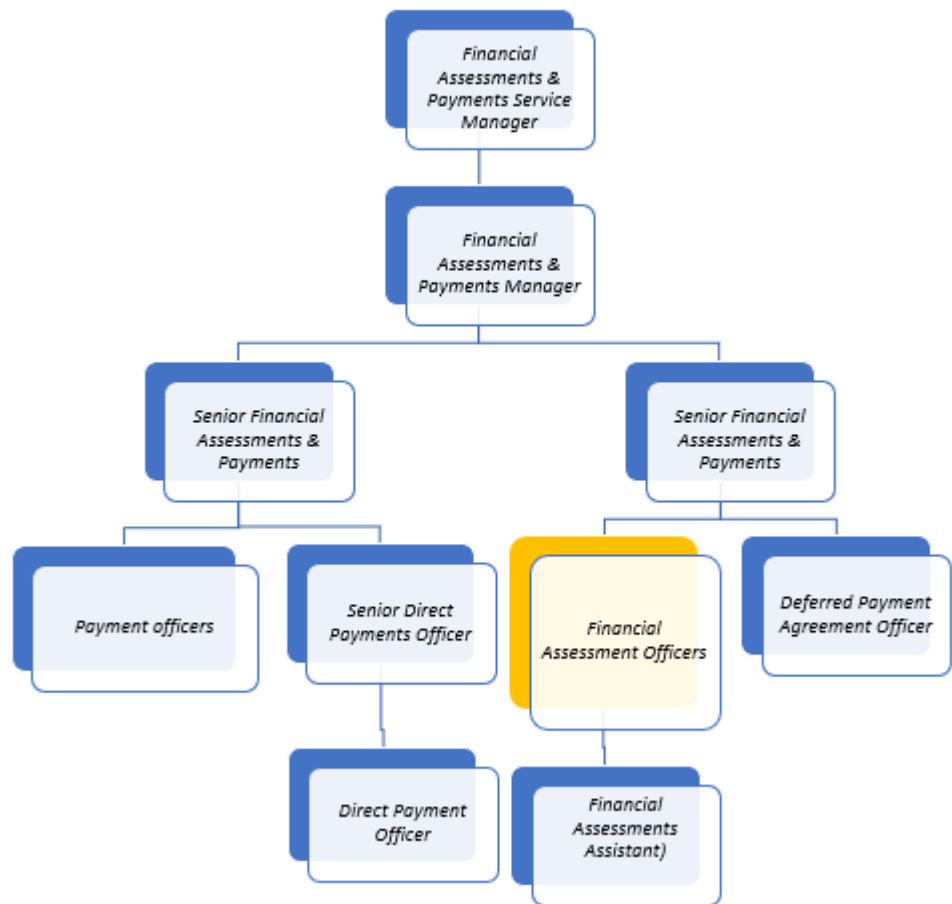 Financial
Assessments &
Payments Service
Manager
Financial
Assessments &
Payments Manager
Senior Financial
Assessments &
Payments
Senior Financial
Assessments &
Payments
Payment officers
Senior Direct
Payments Officer
Financial
Assessment Officers
Deferred Payment
Agreement Officer
Direct Payment
Officer
Financial
Assessments
Assistant)